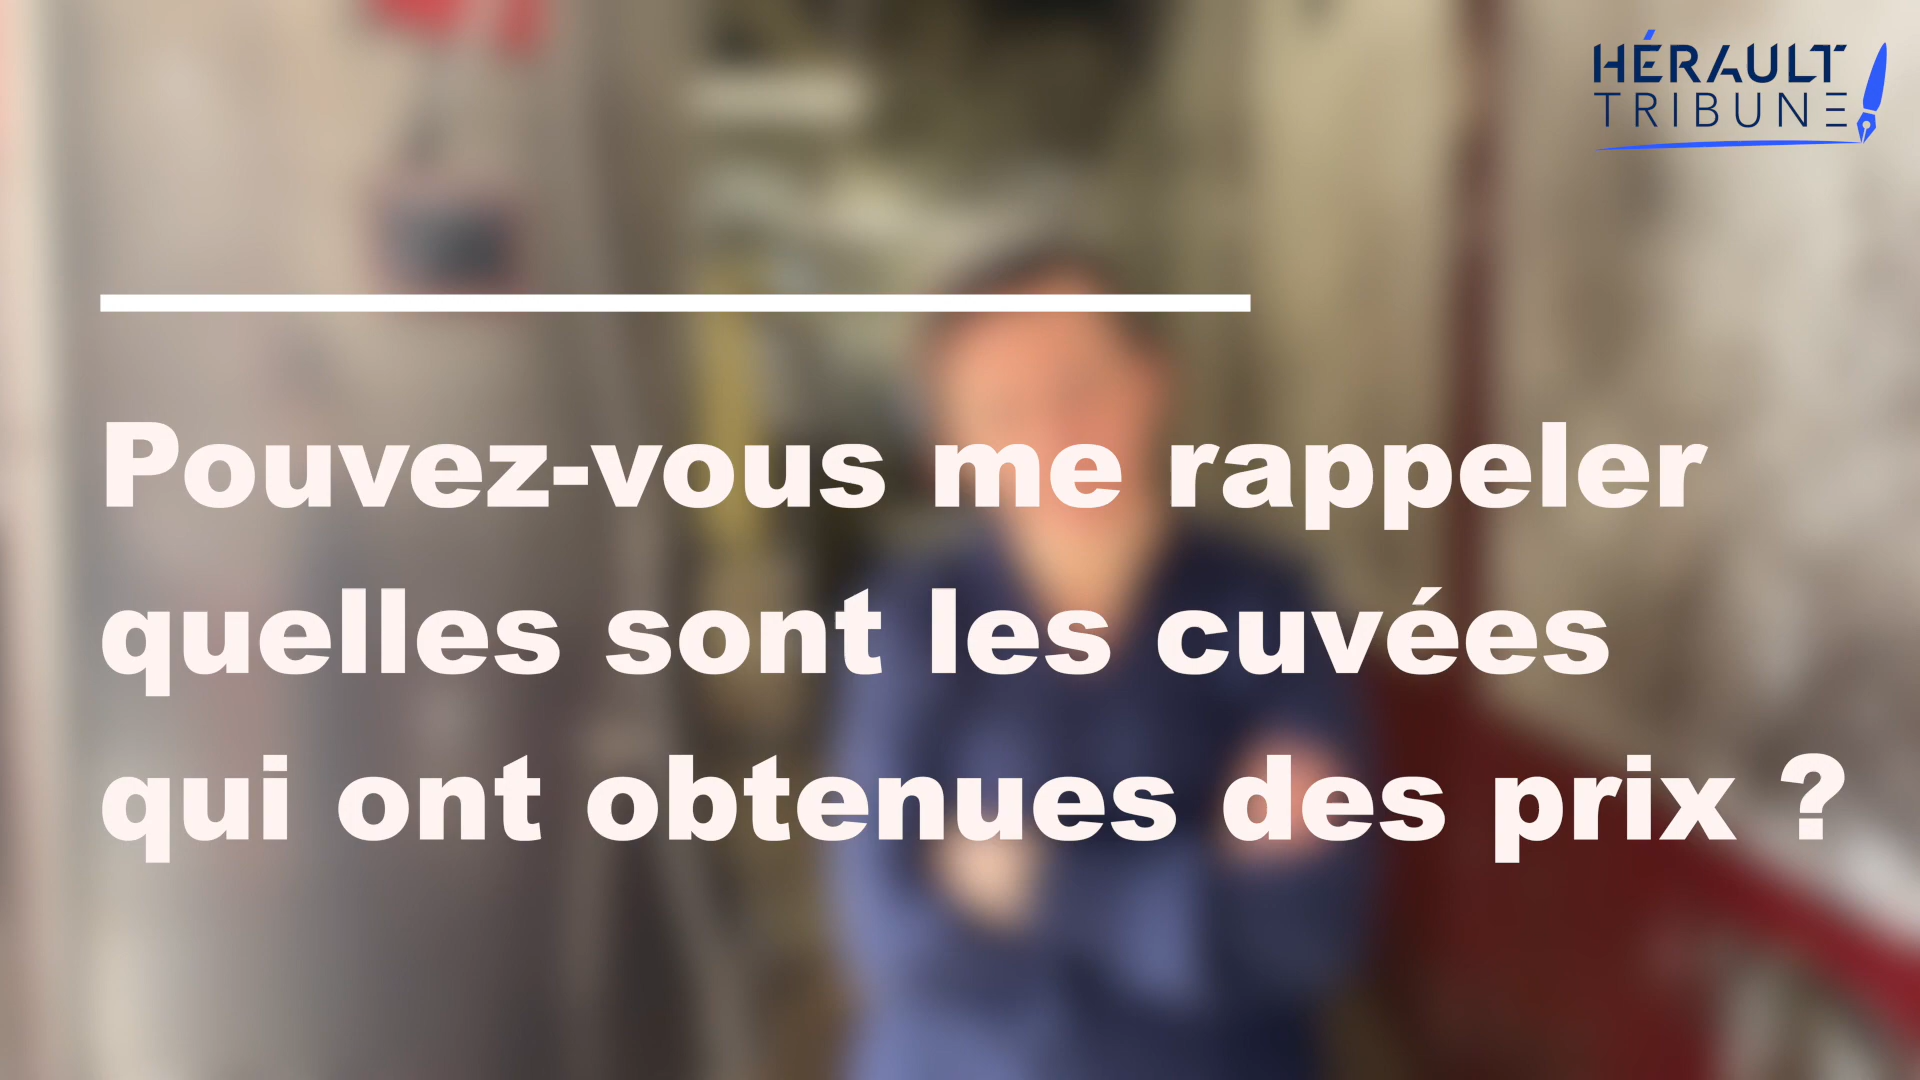 HÉRAULT
TRIBUNE
Pouvez-vous me rappeler
quelles sont les cuvées
qui ont obtenues des prix ?